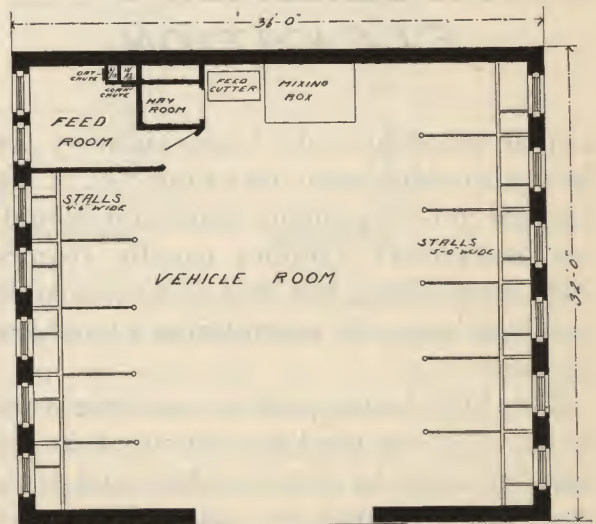 36'-0"
OAT-
CHUTE
CORN
CHUTE
FEED
CUTTER
MIXING
BOX
HAY
ROOM
FEED
ROOM
STALLS
4'-6" WIDE
STALLS
5'-0" WIDE
VEHICLE ROOM
32'-0"